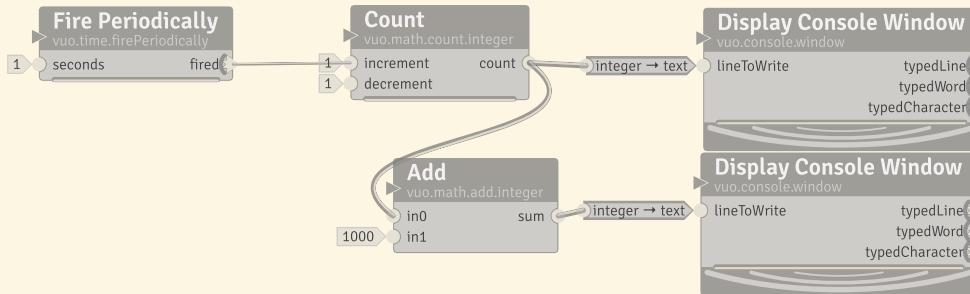 Fire Periodically
vuo.time.firePeriodically
1 seconds fired
Count
vuo.math.count.integer
1 increment count
1 decrement
integer → text
Display Console Window
vuo.console.window
lineToWrite typedLine
typedWord
typedCharacter
Add
vuo.math.add.integer
in0 sum
1000 in1
integer → text
Display Console Window
vuo.console.window
lineToWrite typedLine
typedWord
typedCharacter